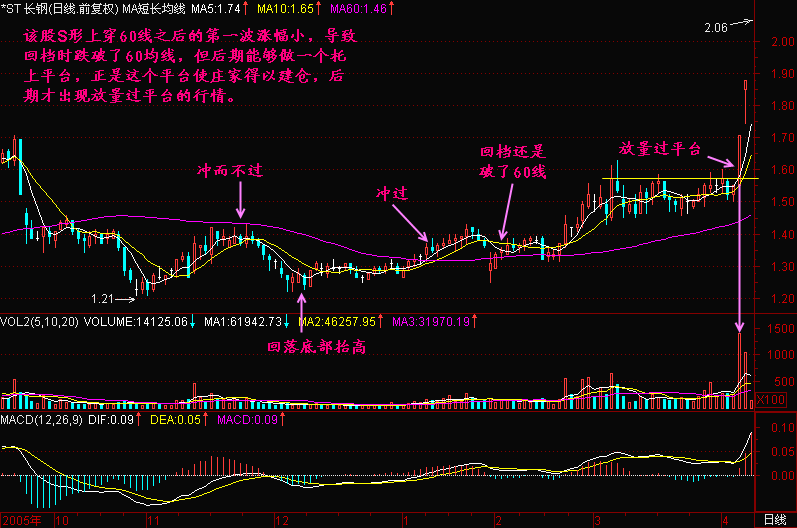 *ST长钢(日线.前复权) MA短长均线 MA5:1.74↑ MA10:1.65↑ MA60:1.46↑
2.06
该股S形上穿60线之后的第一波涨幅小，导致
回档时跌破了60均线，但后期能够做一个托
上平台，正是这个平台使庄家得以建仓，后
期才出现放量过平台的行情。
2.00
1.90
1.80
1.70
1.60
1.50
1.40
1.30
1.20
冲而不过
冲过
回档还是
破了60线
放量过平台
1.21
回落底部抬高
VOL2(5,10,20) VOLUME:14125.06↓ MA1:61942.73↓ MA2:46257.95↑ MA3:31970.19↑
1500
1000
500
X100
MACD(12,26,9) DIF:0.09↑ DEA:0.05↑ MACD:0.09↑
0.10
0.05
0.00
2005年 10 11 12 1 2 3 4 日线